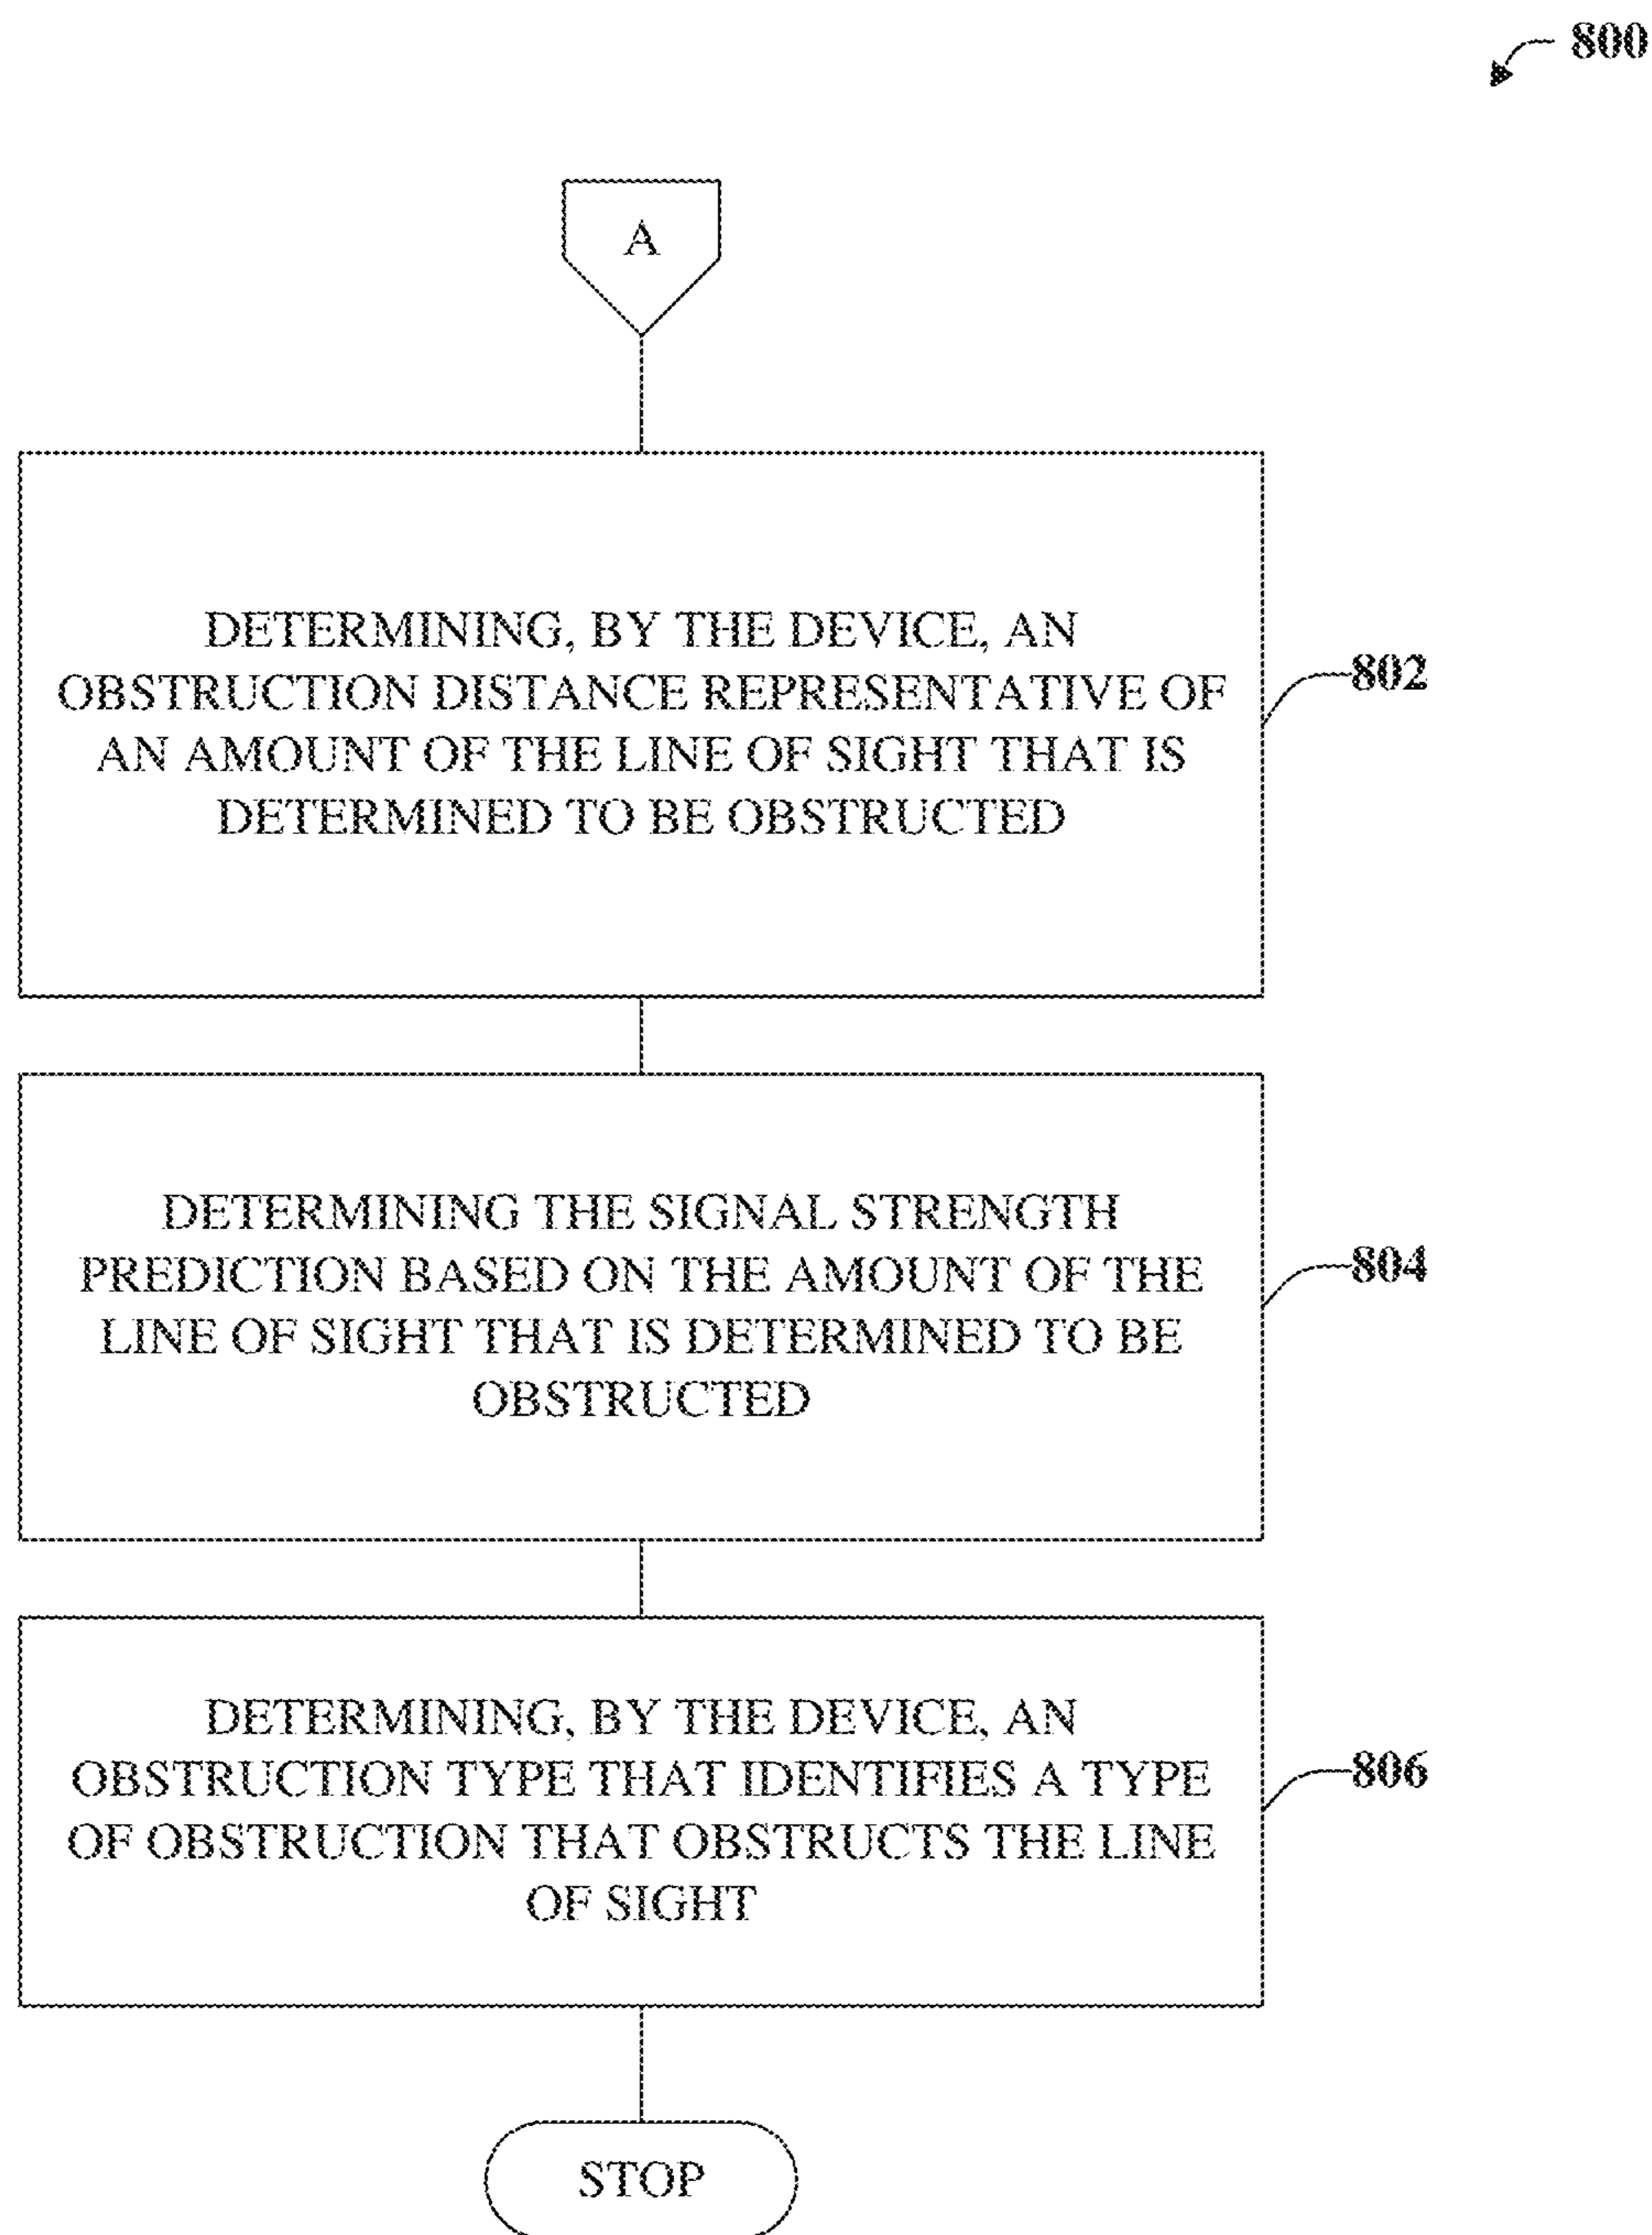 800
A
DETERMINING, BY THE DEVICE, AN
OBSTRUCTION DISTANCE REPRESENTATIVE OF
AN AMOUNT OF THE LINE OF SIGHT THAT IS
DETERMINED TO BE OBSTRUCTED
802
DETERMINING THE SIGNAL STRENGTH
PREDICTION BASED ON THE AMOUNT OF THE
LINE OF SIGHT THAT IS DETERMINED TO BE
OBSTRUCTED
804
DETERMINING, BY THE DEVICE, AN
OBSTRUCTION TYPE THAT IDENTIFIES A TYPE
OF OBSTRUCTION THAT OBSTRUCTS THE LINE
OF SIGHT
806
STOP